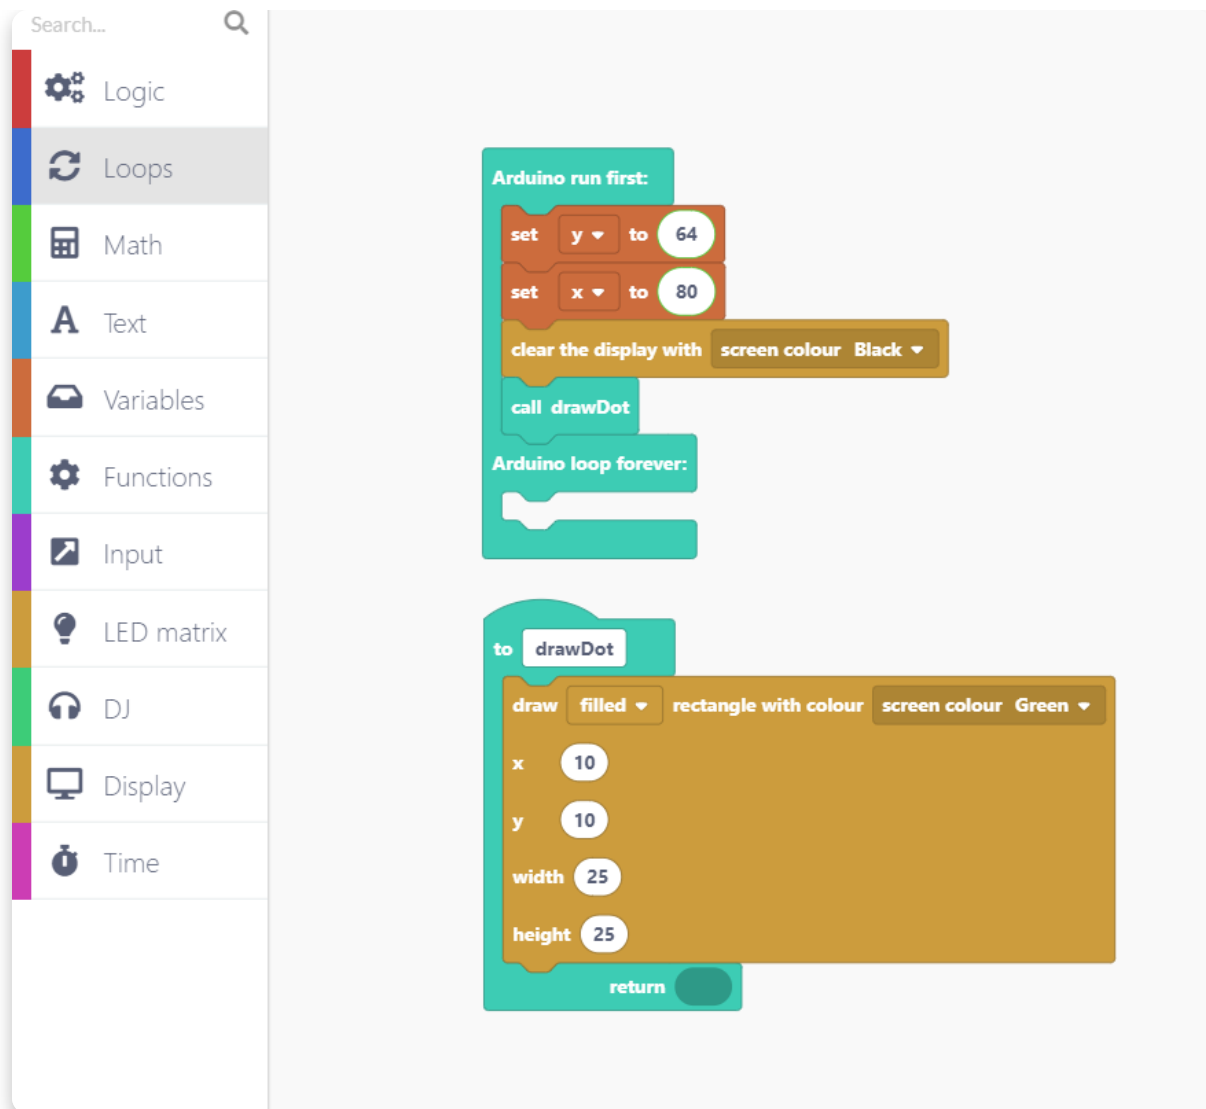 Search...
Logic
Loops
Math
Text
Variables
Functions
Input
LED matrix
DJ
Display
Time
Arduino run first:
set y to 64
set x to 80
clear the display with screen colour Black
call drawDot
Arduino loop forever:
to drawDot
draw filled rectangle with colour screen colour Green
x 10
y 10
width 25
height 25
return